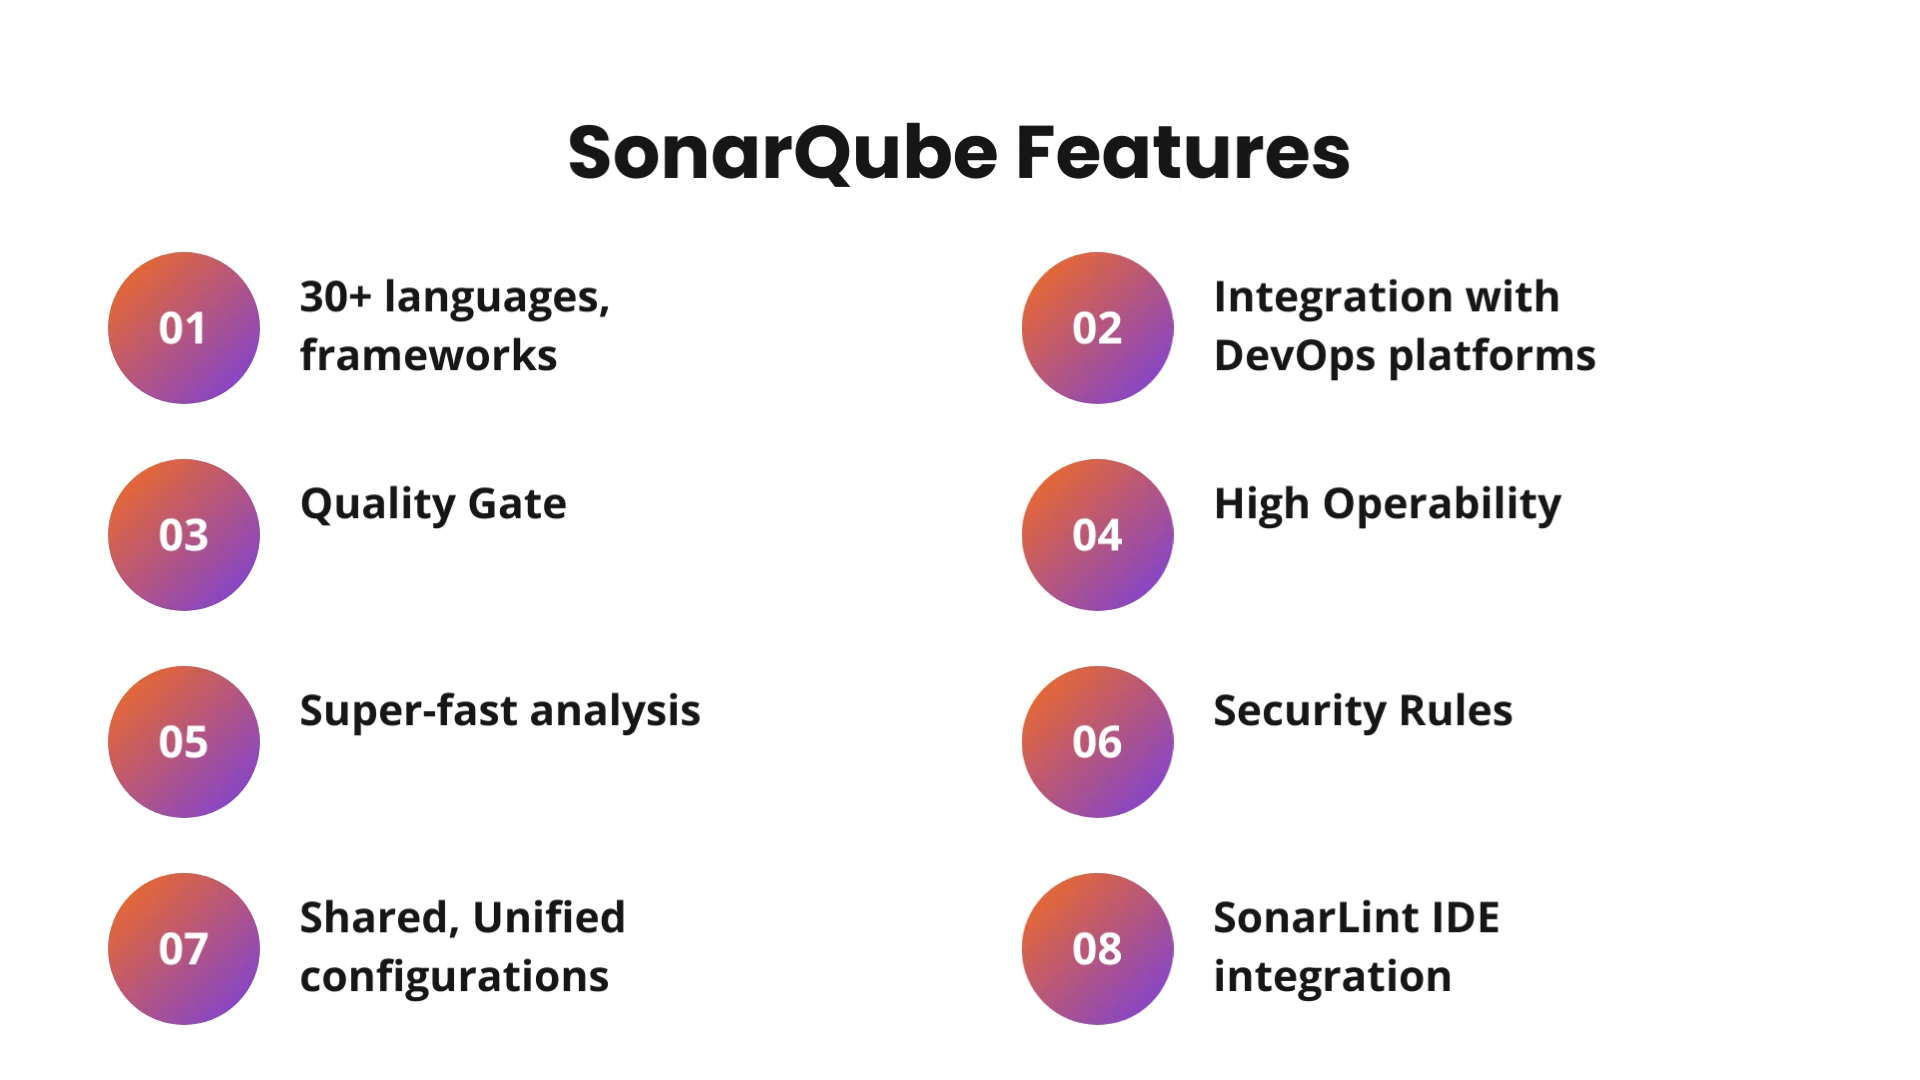 SonarQube Features
01
30+ languages,
frameworks
02
Integration with
DevOps platforms
03
Quality Gate
04
High Operability
05
Super-fast analysis
06
Security Rules
07
Shared, Unified
configurations
08
SonarLint IDE
integration